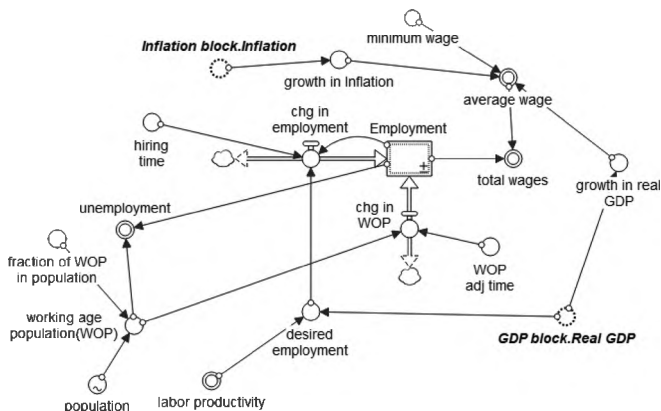 Inflation block.Inflation
minimum wage
growth in Inflation
average wage
chg in
employment
Employment
hiring
time
total wages
growth in real
GDP
unemployment
chg in
WOP
fraction of WOP
in population
WOP
adj time
working age
population(WOP)
desired
employment
GDP block.Real GDP
population
labor productivity